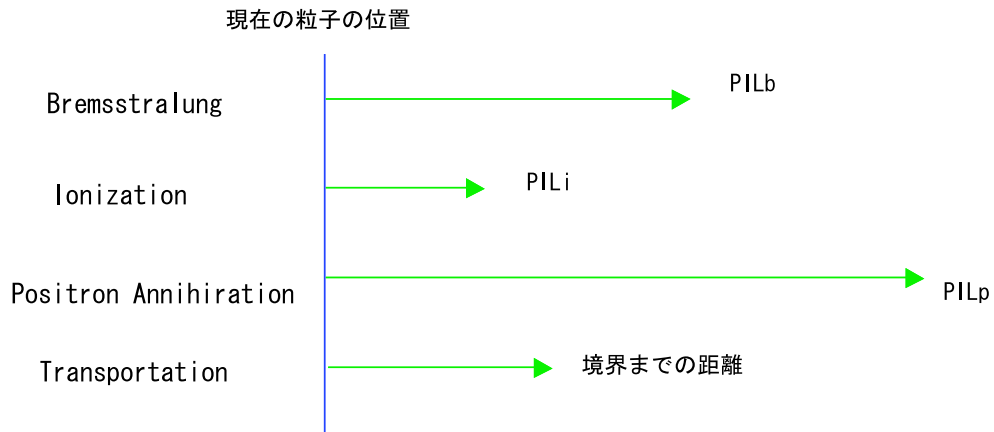 現在の粒子の位置
Bremsstralung
PILb
Ionization
PILi
Positron Annihiration
PILp
Transportation
境界までの距離